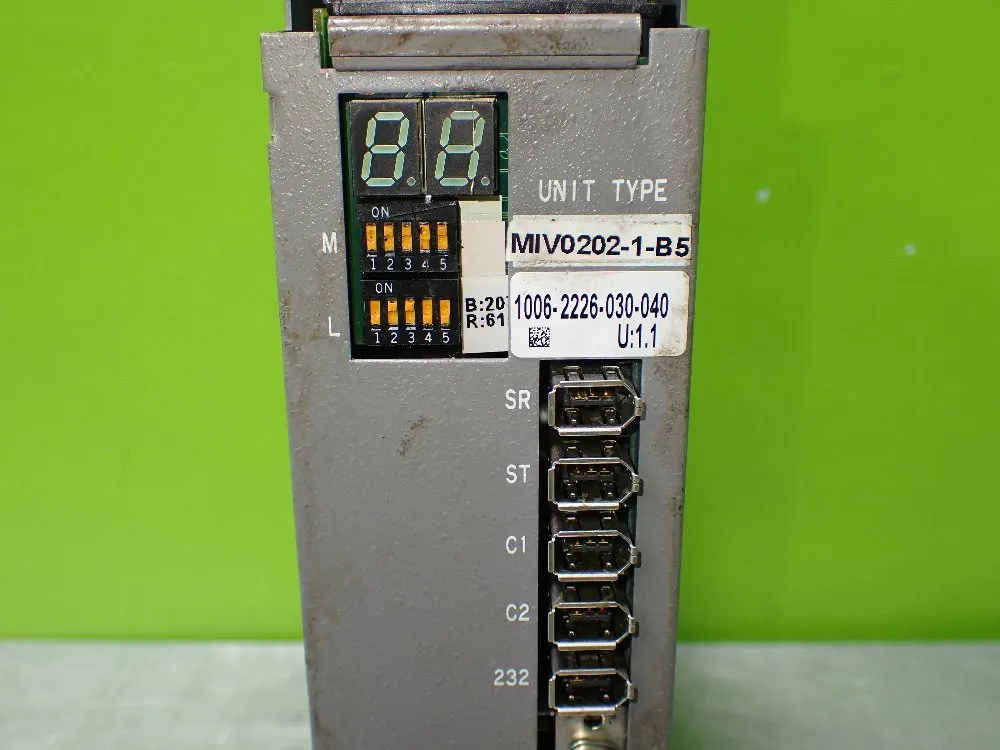 UNIT TYPE
ON
M
1 2 3 4 5
MIV0202-1-B5
ON
L
1 2 3 4 5
B:20
R:61
1006-2226-030-040
U:1.1
SR
ST
C1
C2
232